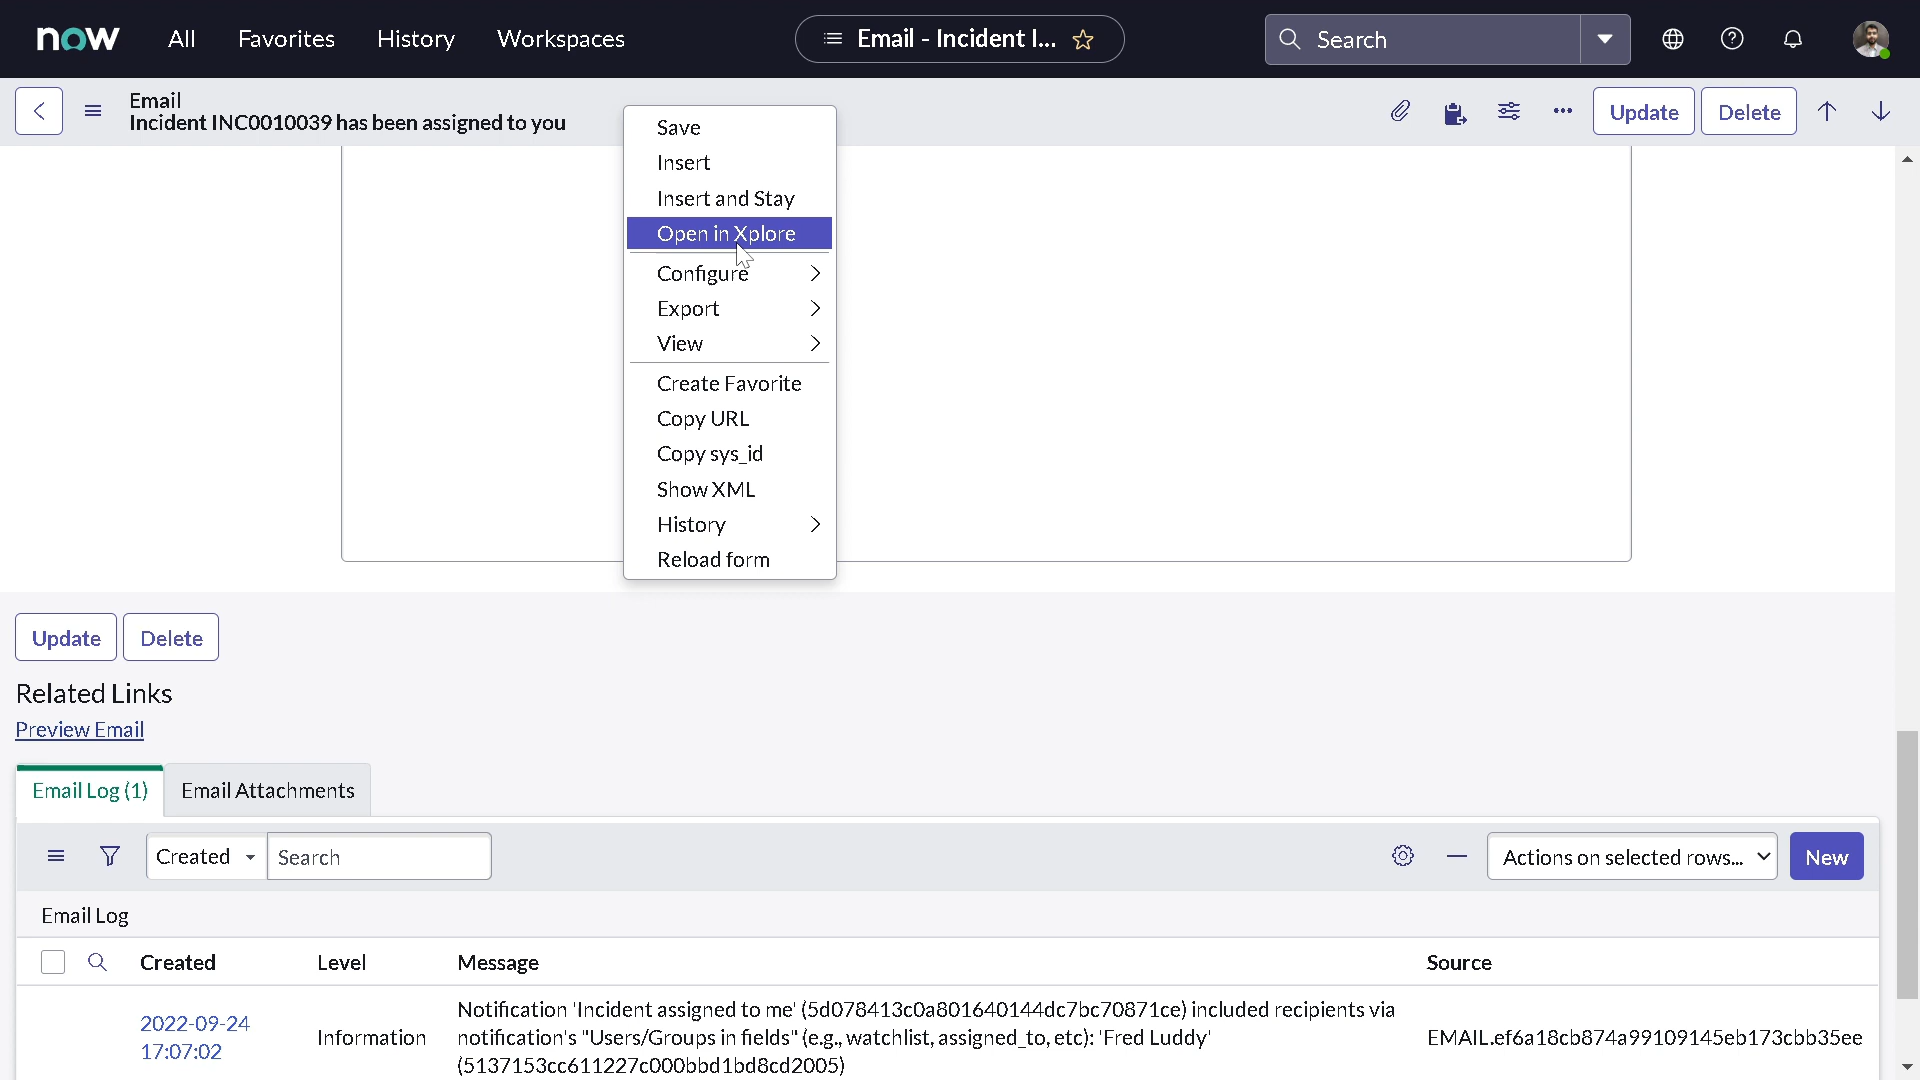 now All Favorites History Workspaces Email - Incident I... Search
Email
Incident INC0010039 has been assigned to you
Update Delete
Save
Insert
Insert and Stay
Open in Xplore
Configure
Export
View
Create Favorite
Copy URL
Copy sys_id
Show XML
History
Reload form
Update Delete
Related Links
Preview Email
Email Log (1) Email Attachments
Created Search Actions on selected rows... New
Email Log
Created Level Message Source
Notification 'Incident assigned to me' (5d078413c0a801640144dc7bc70871ce) included recipients via
2022-09-24
17:07:02
Information
notification's "Users/Groups in fields" (e.g., watchlist, assigned_to, etc): 'Fred Luddy'
(5137153cc611227c000bbd1bd8cd2005)
EMAIL.ef6a18cb874a99109145eb173cbb35ee